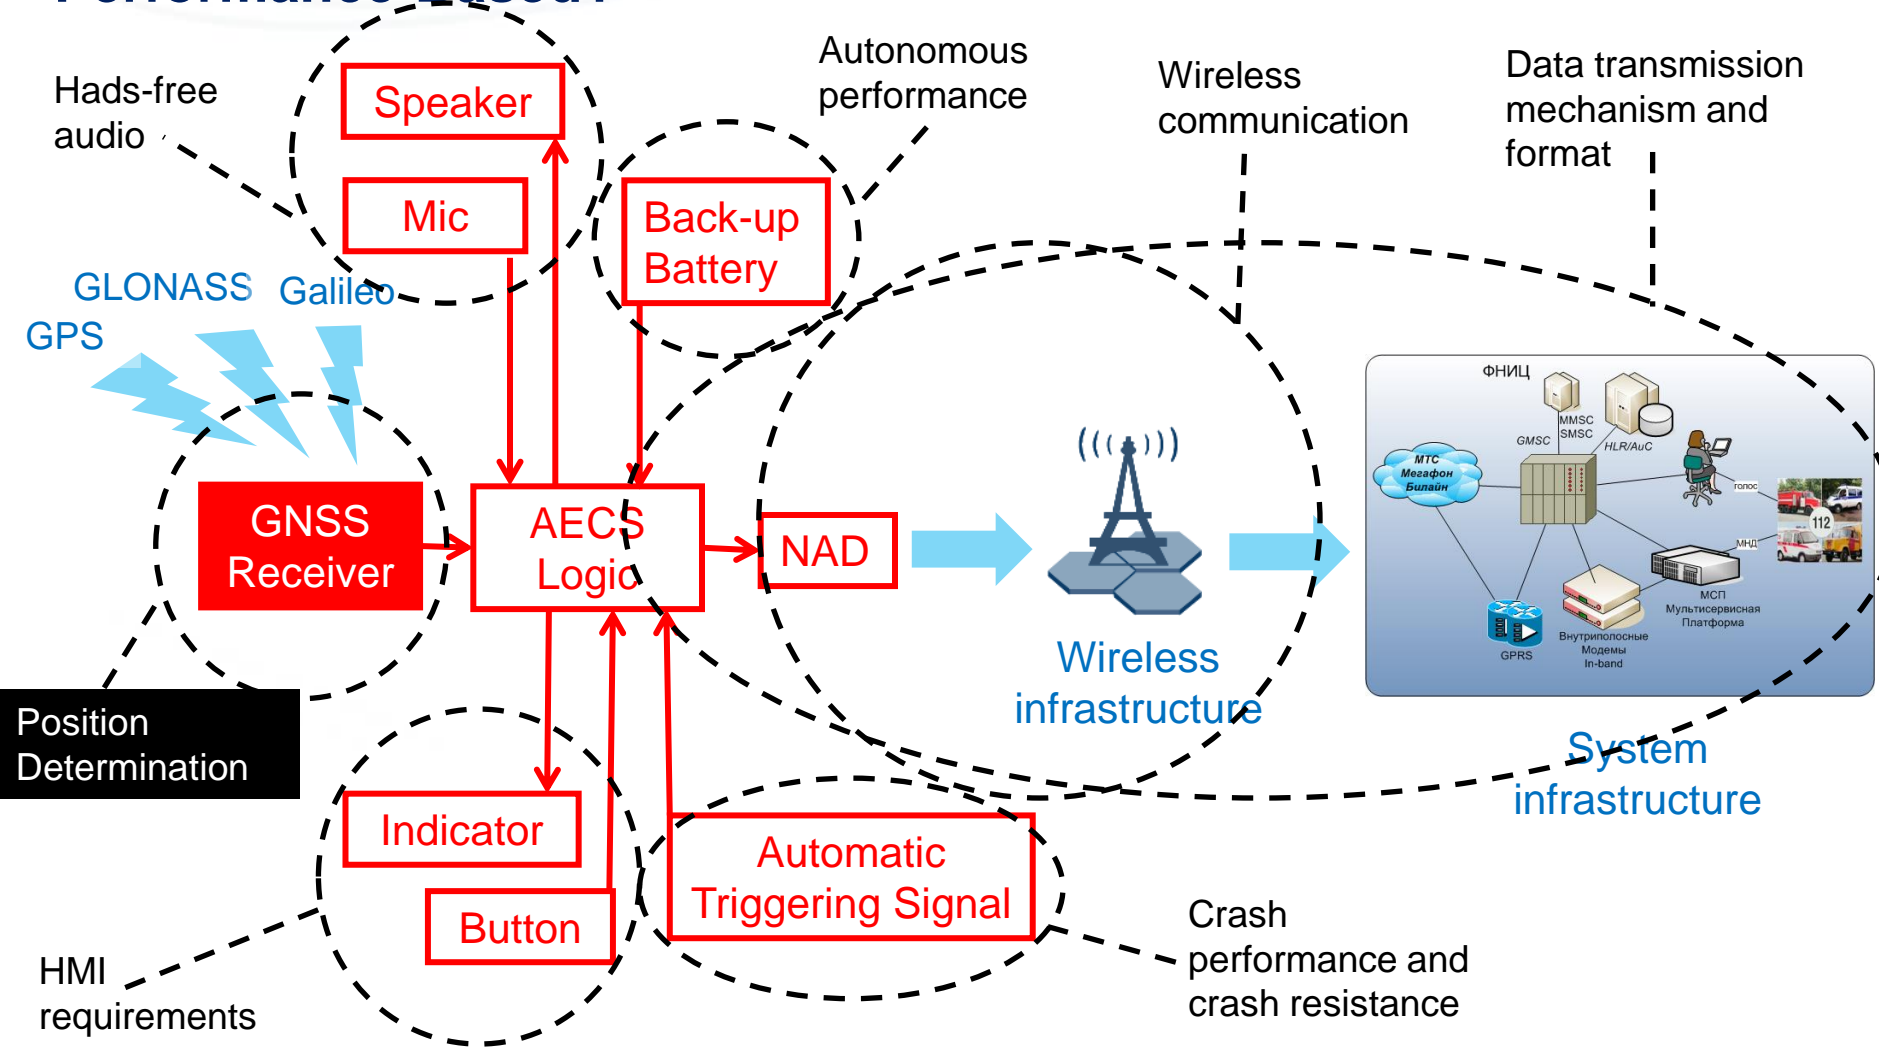 Performance Based?
Hads-free
audio
Speaker
Mic
Autonomous
performance
Back-up
Battery
Wireless
communication
Data transmission
mechanism and
format
GLONASS
Galileo
GPS
GNSS
Receiver
AECS
Logic
NAD
Wireless
infrastructure
ФНИЦ
MMSC
SMSC
GMSC
HLR/AuC
МТС
Мегафон
Билайн
голос
112
МНД
МСП
Мультисервисная
Платформа
Внутриполосные
Модемы
In-band
GPRS
System
infrastructure
Position
Determination
Indicator
Button
Automatic
Triggering Signal
HMI
requirements
Crash
performance and
crash resistance